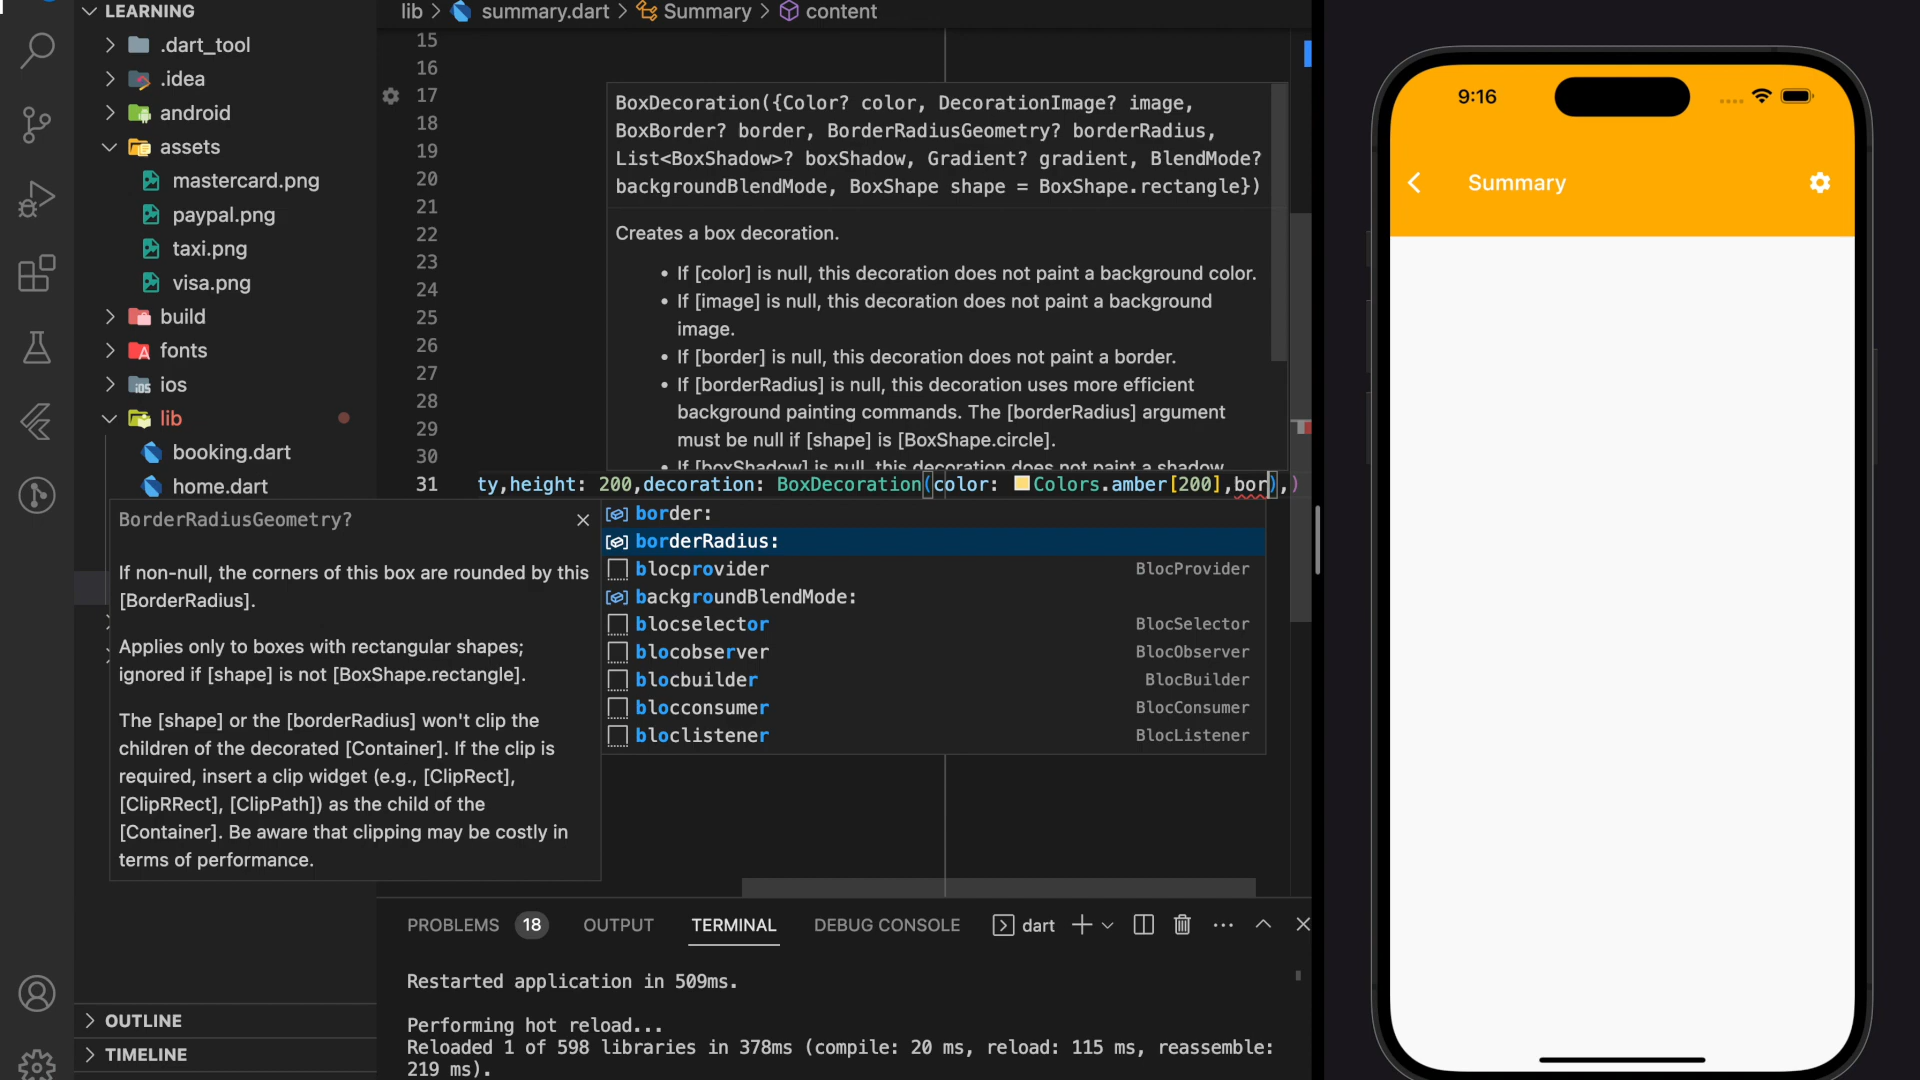 LEARNING
.dart_tool
.idea
android
assets
mastercard.png
paypal.png
taxi.png
visa.png
build
fonts
ios
lib
booking.dart
home.dart
OUTLINE
TIMELINE
lib > summary.dart > Summary > content
15
16
17
18
19
20
21
22
23
24
25
26
27
28
29
30
31
BoxDecoration({Color? color, DecorationImage? image,
BoxBorder? border, BorderRadiusGeometry? borderRadius,
List<BoxShadow>? boxShadow, Gradient? gradient, BlendMode?
backgroundBlendMode, BoxShape shape = BoxShape.rectangle})
Creates a box decoration.
• If [color] is null, this decoration does not paint a background color.
• If [image] is null, this decoration does not paint a background
image.
• If [border] is null, this decoration does not paint a border.
• If [borderRadius] is null, this decoration uses more efficient
background painting commands. The [borderRadius] argument
must be null if [shape] is [BoxShape.circle].
• If [boxShadow] is null, this decoration does not paint a shadow
ty,height: 200,decoration: BoxDecoration(color: Colors.amber[200],bor),)
BorderRadiusGeometry?
If non-null, the corners of this box are rounded by this
[BorderRadius].
Applies only to boxes with rectangular shapes;
ignored if [shape] is not [BoxShape.rectangle].
The [shape] or the [borderRadius] won't clip the
children of the decorated [Container]. If the clip is
required, insert a clip widget (e.g., [ClipRect],
[ClipRRect], [ClipPath]) as the child of the
[Container]. Be aware that clipping may be costly in
terms of performance.
border:
borderRadius:
blocprovider BlocProvider
backgroundBlendMode:
blocselector BlocSelector
blocobserver BlocObserver
blocbuilder BlocBuilder
blocconsumer BlocConsumer
bloclistener BlocListener
PROBLEMS 18 OUTPUT TERMINAL DEBUG CONSOLE dart
Restarted application in 509ms.
Performing hot reload...
Reloaded 1 of 598 libraries in 378ms (compile: 20 ms, reload: 115 ms, reassemble:
219 ms).
9:16
Summary